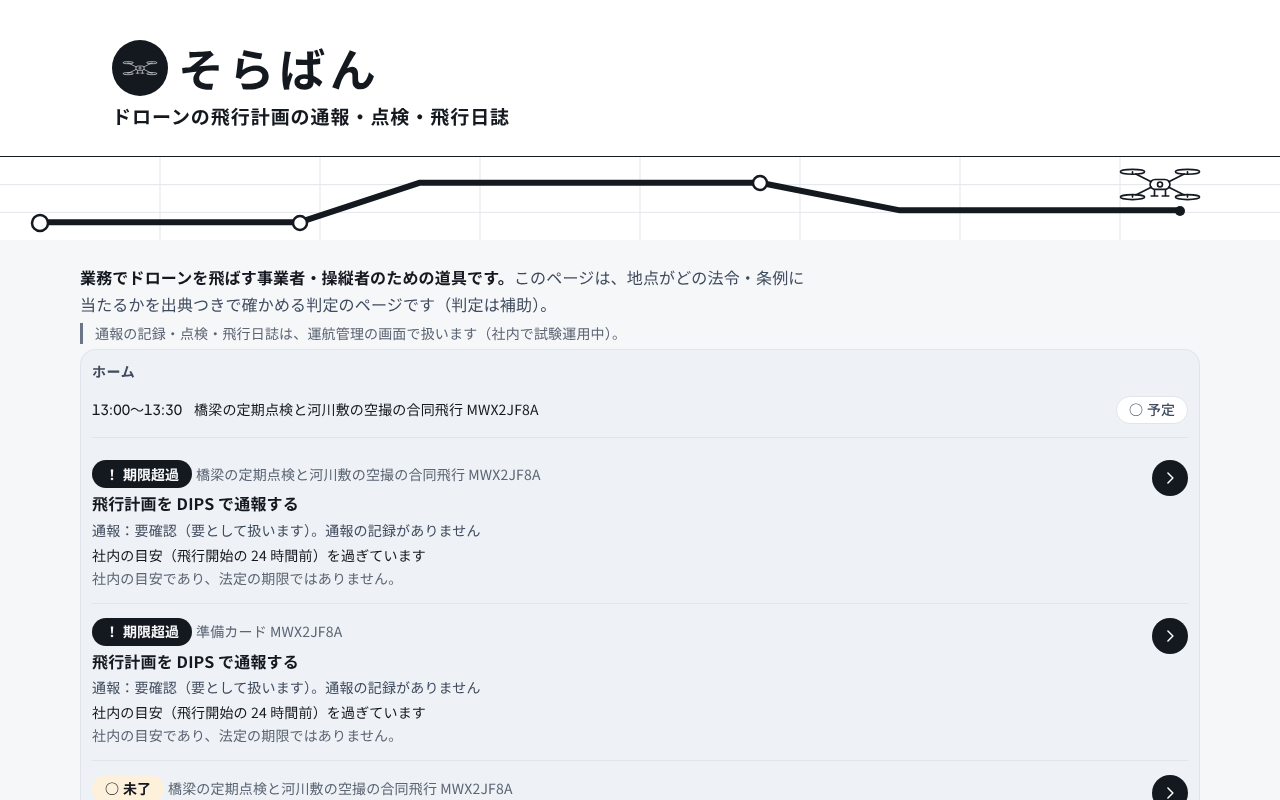 そらばん
ドローンの飛行計画の通報・点検・飛行日誌
業務でドローンを飛ばす事業者・操縦者のための道具です。このページは、地点がどの法令・条例に
当たるかを出典つきで確かめる判定のページです（判定は補助）。
通報の記録・点検・飛行日誌は、運航管理の画面で扱います（社内で試験運用中）。
ホーム
13:00〜13:30 橋梁の定期点検と河川敷の空撮の合同飛行 MWX2JF8A
○ 予定
！ 期限超過 橋梁の定期点検と河川敷の空撮の合同飛行 MWX2JF8A
飛行計画を DIPS で通報する
通報：要確認（要として扱います）。通報の記録がありません
社内の目安（飛行開始の 24 時間前）を過ぎています
社内の目安であり、法定の期限ではありません。
！ 期限超過 準備カード MWX2JF8A
飛行計画を DIPS で通報する
通報：要確認（要として扱います）。通報の記録がありません
社内の目安（飛行開始の 24 時間前）を過ぎています
社内の目安であり、法定の期限ではありません。
○ 未了 橋梁の定期点検と河川敷の空撮の合同飛行 MWX2JF8A